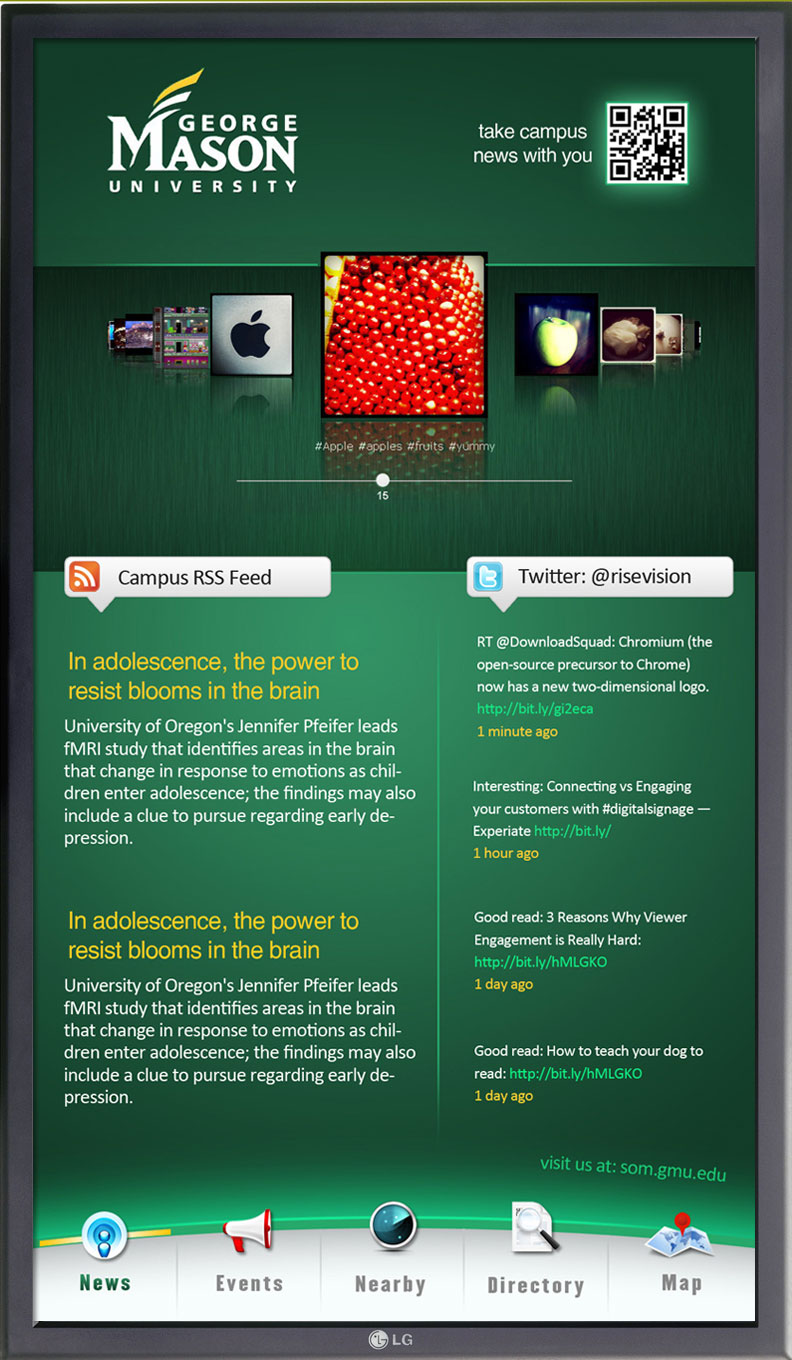 GEORGE
MASON
UNIVERSITY
take campus
news with you
#Apple #apples #fruits #yummy
15
Campus RSS Feed
In adolescence, the power to
resist blooms in the brain
University of Oregon's Jennifer Pfeifer leads
fMRI study that identifies areas in the brain
that change in response to emotions as chil-
dren enter adolescence; the findings may also
include a clue to pursue regarding early de-
pression.
In adolescence, the power to
resist blooms in the brain
University of Oregon's Jennifer Pfeifer leads
fMRI study that identifies areas in the brain
that change in response to emotions as chil-
dren enter adolescence; the findings may also
include a clue to pursue regarding early de-
pression.
Twitter: @risevision
RT @DownloadSquad: Chromium (the
open-source precursor to Chrome)
now has a new two-dimensional logo.
http://bit.ly/gi2eca
1 minute ago
Interesting: Connecting vs Engaging
your customers with #digitalsignage —
Experiate http://bit.ly/
1 hour ago
Good read: 3 Reasons Why Viewer
Engagement is Really Hard:
http://bit.ly/hMLGKO
1 day ago
Good read: How to teach your dog to
read: http://bit.ly/hMLGKO
1 day ago
visit us at: som.gmu.edu
News
Events
Nearby
Directory
Map
LG